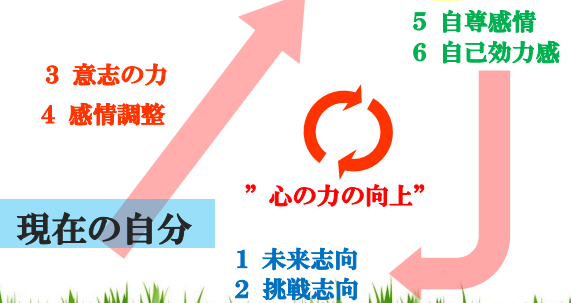 5 自尊感情
6 自己効力感
3 意志の力
4 感情調整
”心の力の向上”
現在の自分
1 未来志向
2 挑戦志向